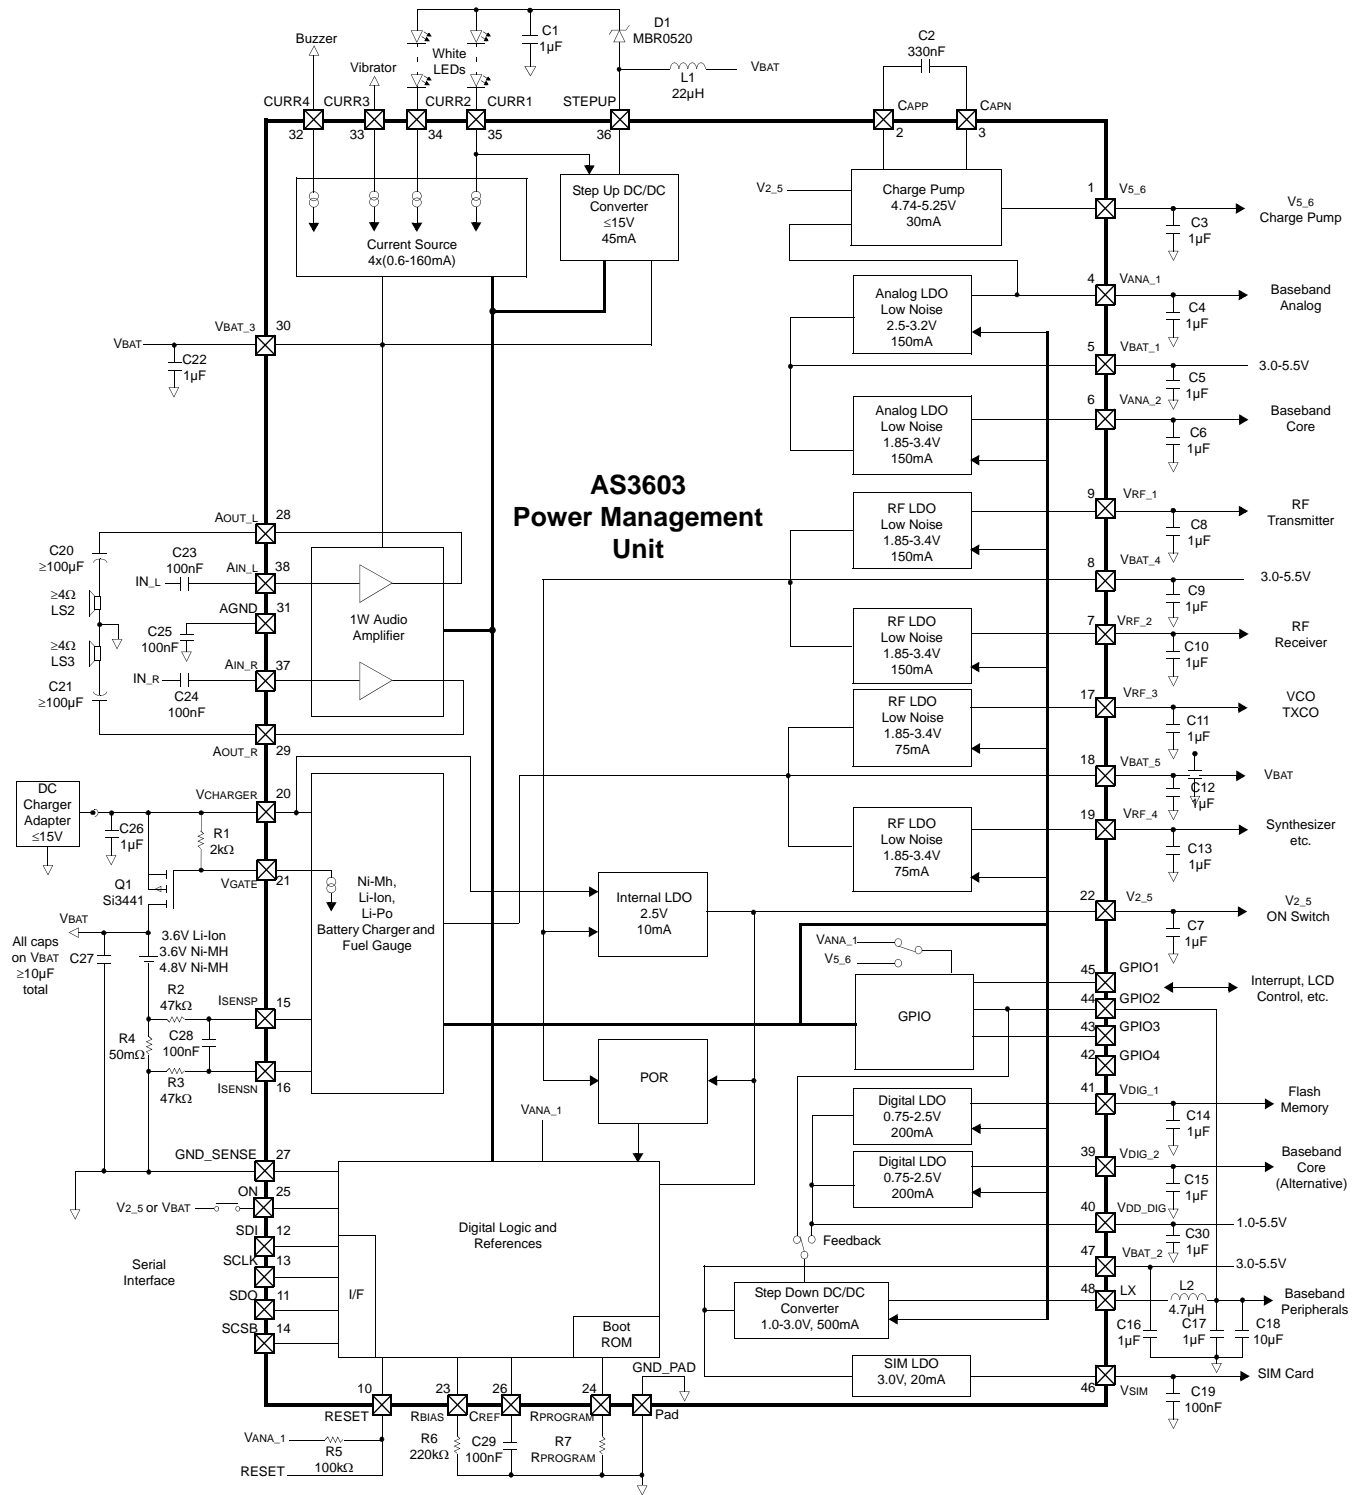 Buzzer
Vibrator
White
LEDs
C1
1µF
D1
MBR0520
L1
22µH
VBAT
C2
330nF
CURR4
CURR3
CURR2
CURR1
STEPUP
CAPP
CAPN
32
33
34
35
36
2
3
Current Source
4x(0.6-160mA)
Step Up DC/DC
Converter
≤15V
45mA
V2_5
Charge Pump
4.74-5.25V
30mA
1
V5_6
C3
1µF
V5_6
Charge Pump
Analog LDO
Low Noise
2.5-3.2V
150mA
4
VANA_1
C4
1µF
Baseband
Analog
5
VBAT_1
C5
1µF
3.0-5.5V
Analog LDO
Low Noise
1.85-3.4V
150mA
6
VANA_2
C6
1µF
Baseband
Core
VBAT_3
30
VBAT
C22
1µF
AS3603
Power Management
Unit
RF LDO
Low Noise
1.85-3.4V
150mA
9
VRF_1
C8
1µF
RF
Transmitter
8
VBAT_4
C9
1µF
3.0-5.5V
RF LDO
Low Noise
1.85-3.4V
150mA
7
VRF_2
C10
1µF
RF
Receiver
RF LDO
Low Noise
1.85-3.4V
75mA
17
VRF_3
C11
1µF
VCO
TXCO
18
VBAT_5
C12
1µF
VBAT
RF LDO
Low Noise
1.85-3.4V
75mA
19
VRF_4
C13
1µF
Synthesizer
etc.
AOUT_L
28
C20
≥100µF
C23
100nF
IN_L
AIN_L
38
≥4Ω
LS2
AGND
31
C25
100nF
≥4Ω
LS3
AIN_R
37
IN_R
C24
100nF
C21
≥100µF
AOUT_R
29
1W Audio
Amplifier
DC
Charger
Adapter
≤15V
VCHARGER
20
C26
1µF
R1
2kΩ
VGATE
21
Q1
Si3441
VBAT
All caps
on VBAT
≥10µF
total
C27
3.6V Li-Ion
3.6V Ni-MH
4.8V Ni-MH
Ni-Mh,
Li-Ion,
Li-Po
Battery Charger and
Fuel Gauge
R2
47kΩ
ISENSP
15
R4
50mΩ
C28
100nF
R3
47kΩ
ISENSN
16
Internal LDO
2.5V
10mA
22
V2_5
C7
1µF
V2_5
ON Switch
VANA_1
V5_6
GPIO
45
GPIO1
44
GPIO2
43
GPIO3
42
GPIO4
Interrupt, LCD
Control, etc.
POR
VANA_1
Digital LDO
0.75-2.5V
200mA
41
VDIG_1
C14
1µF
Flash
Memory
Digital LDO
0.75-2.5V
200mA
39
VDIG_2
C15
1µF
Baseband
Core
(Alternative)
40
VDD_DIG
C30
1µF
1.0-5.5V
Feedback
47
VBAT_2
3.0-5.5V
Step Down DC/DC
Converter
1.0-3.0V, 500mA
48
LX
L2
4.7µH
C16
1µF
C17
1µF
C18
10µF
Baseband
Peripherals
SIM LDO
3.0V, 20mA
46
VSIM
C19
100nF
SIM Card
GND_SENSE
27
ON
25
V2_5 or VBAT
SDI
12
SCLK
13
SDO
11
SCSB
14
Serial
Interface
I/F
Digital Logic and
References
Boot
ROM
GND_PAD
10
23
26
24
RESET
RBIAS
CREF
RPROGRAM
Pad
VANA_1
R5
100kΩ
RESET
R6
220kΩ
C29
100nF
R7
RPROGRAM